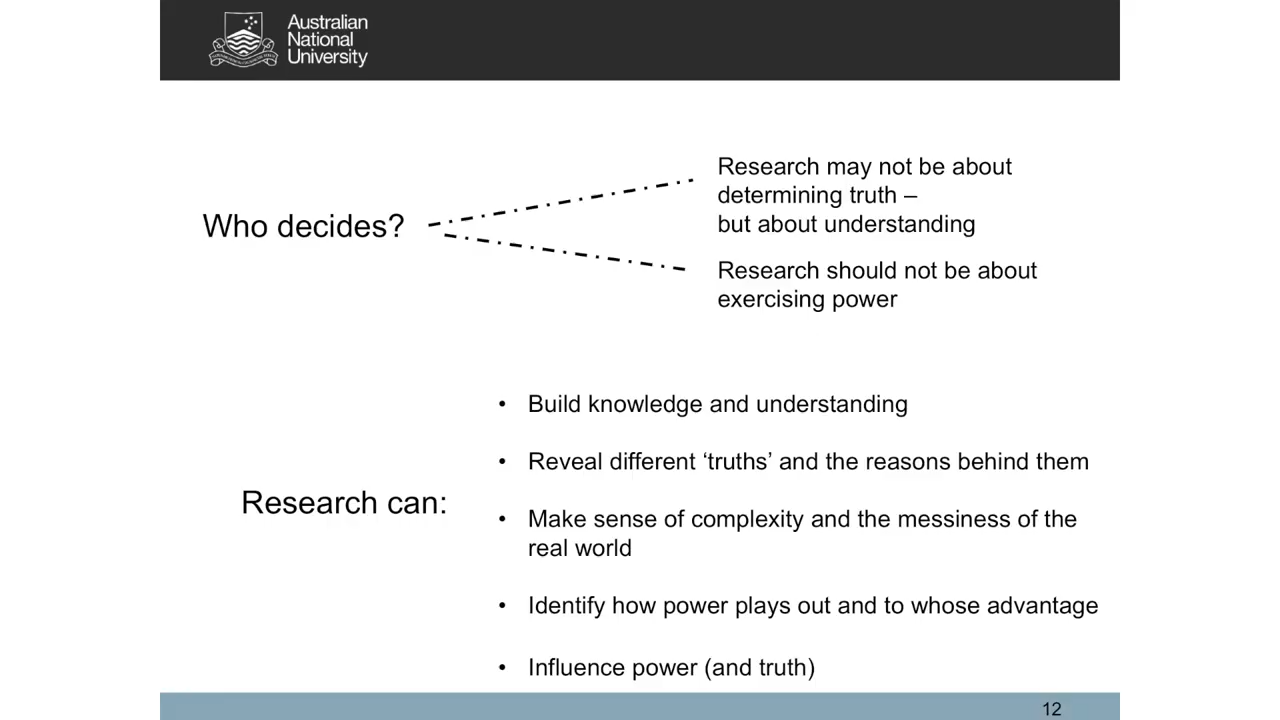 Australian
National
University
Who decides?
Research may not be about
determining truth –
but about understanding
Research should not be about
exercising power
Research can:
• Build knowledge and understanding
• Reveal different ‘truths’ and the reasons behind them
• Make sense of complexity and the messiness of the
real world
• Identify how power plays out and to whose advantage
• Influence power (and truth)
12